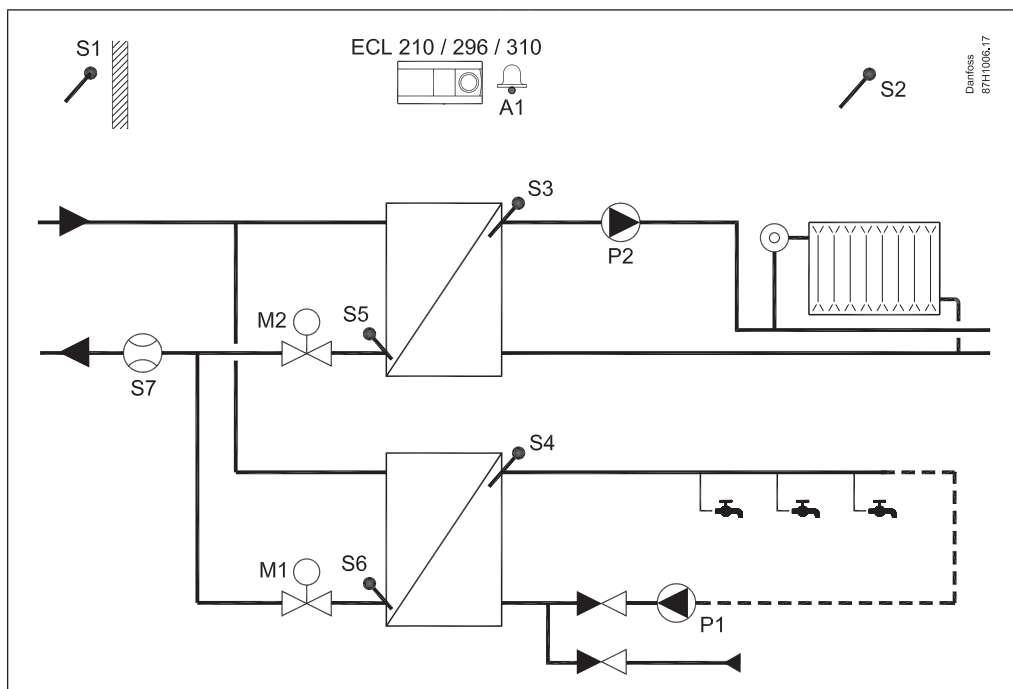 S1
ECL 210 / 296 / 310
A1
S2
Danfoss
87H1006.17
S3
P2
M2
S5
S7
S4
M1
S6
P1